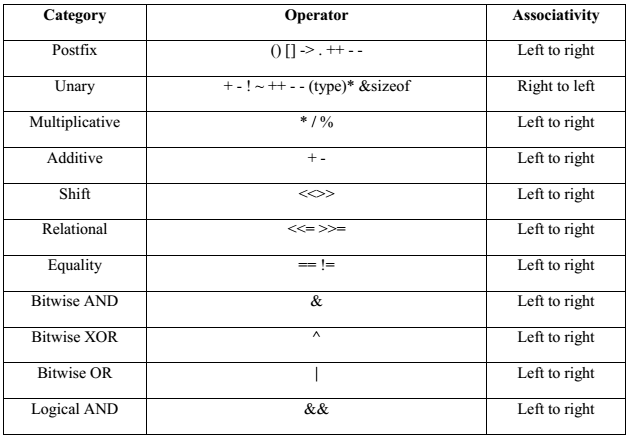 Category Operator Associativity
Postfix () [] -> . ++ - - Left to right
Unary + - ! ~ ++ - - (type)* &sizeof Right to left
Multiplicative * / % Left to right
Additive + - Left to right
Shift <<>> Left to right
Relational <<= >>= Left to right
Equality == != Left to right
Bitwise AND & Left to right
Bitwise XOR ^ Left to right
Bitwise OR | Left to right
Logical AND && Left to right